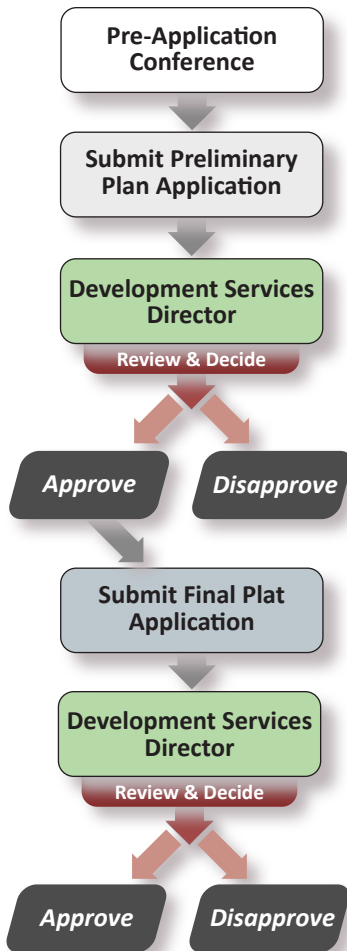 Pre-Application
Conference
Submit Preliminary
Plan Application
Development Services
Director
Review & Decide
Approve
Disapprove
Submit Final Plat
Application
Development Services
Director
Review & Decide
Approve
Disapprove